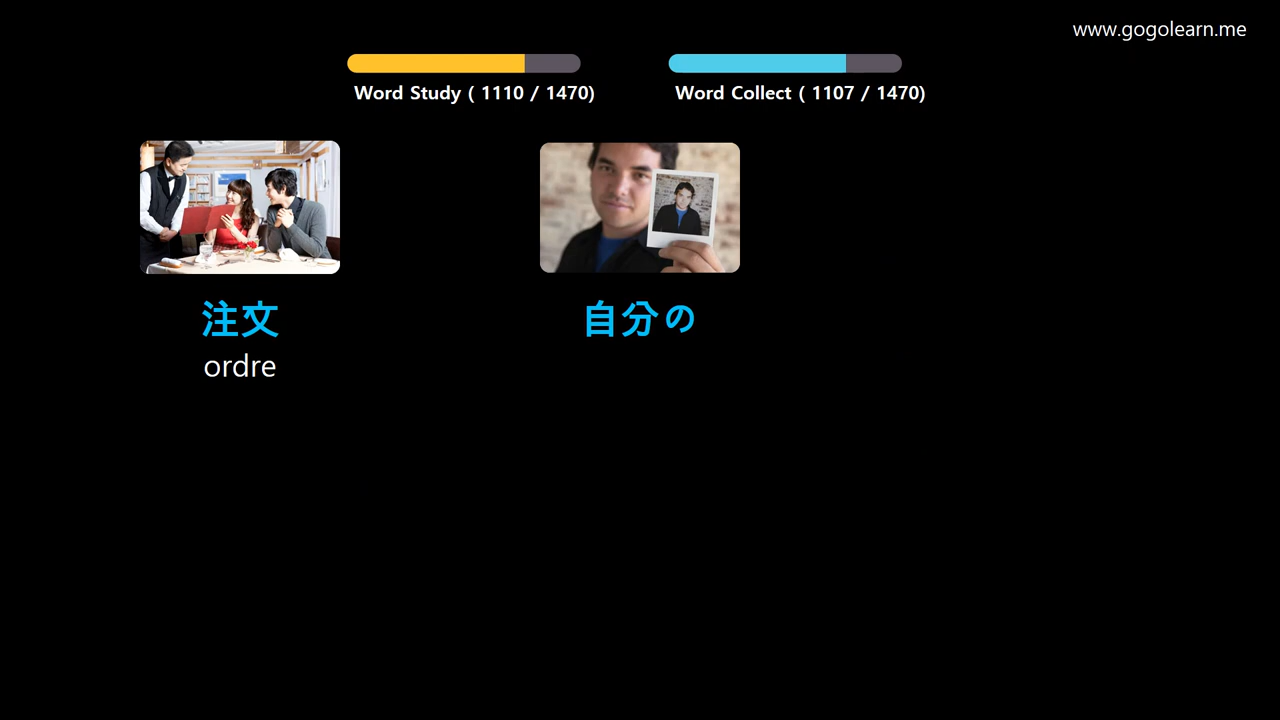 www.gogolearn.me
Word Study ( 1110 / 1470)
Word Collect ( 1107 / 1470)
注文
ordre
自分の